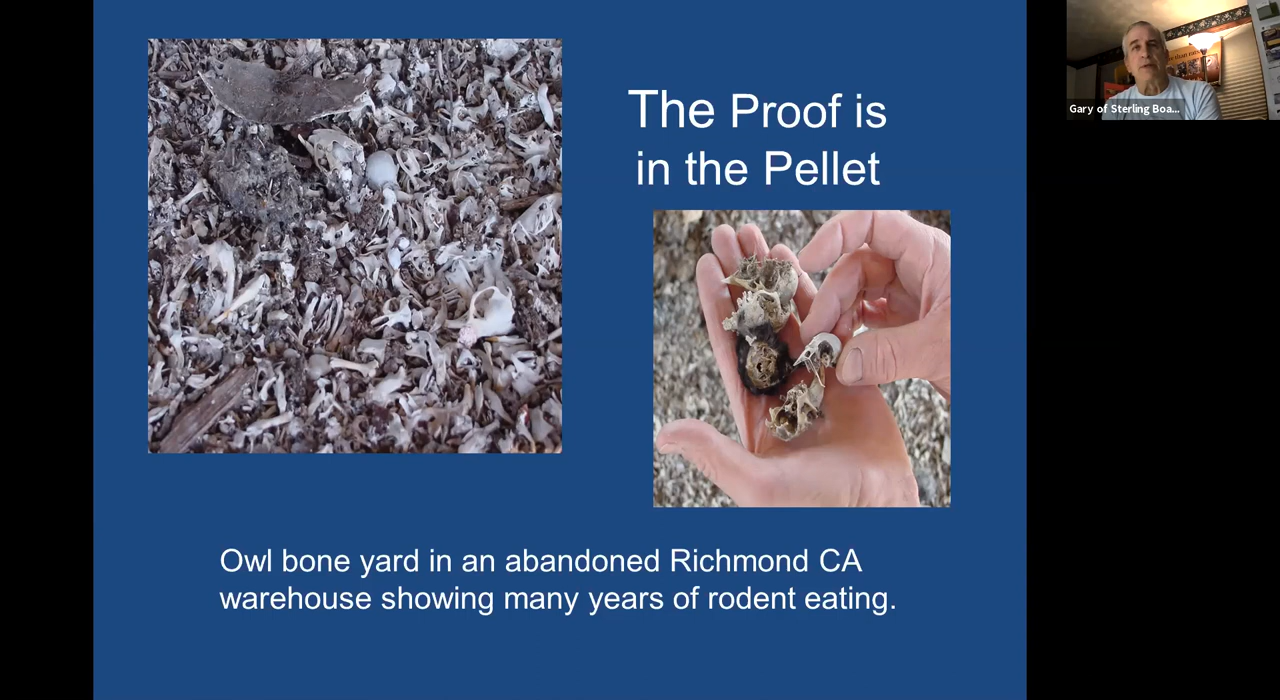 The Proof is
in the Pellet
Owl bone yard in an abandoned Richmond CA
warehouse showing many years of rodent eating.
Gary of Sterling Boa...